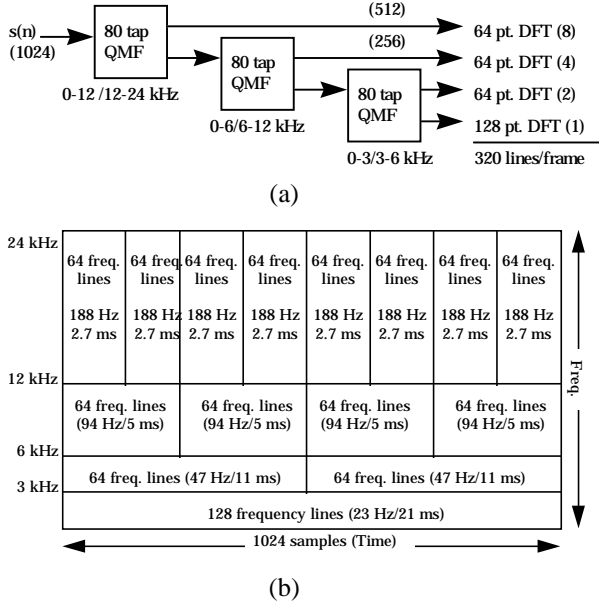 s(n)
(1024)
80 tap
QMF
0-12 /12-24 kHz
80 tap
QMF
0-6/6-12 kHz
80 tap
QMF
0-3/3-6 kHz
(512)
(256)
64 pt. DFT (8)
64 pt. DFT (4)
64 pt. DFT (2)
128 pt. DFT (1)
320 lines/frame
(a)
24 kHz
12 kHz
6 kHz
3 kHz
64 freq. lines 188 Hz 2.7 ms
64 freq. lines 188 Hz 2.7 ms
64 freq. lines 188 Hz 2.7 ms
64 freq. lines 188 Hz 2.7 ms
64 freq. lines 188 Hz 2.7 ms
64 freq. lines 188 Hz 2.7 ms
64 freq. lines 188 Hz 2.7 ms
64 freq. lines 188 Hz 2.7 ms
64 freq. lines (94 Hz/5 ms)
64 freq. lines (94 Hz/5 ms)
64 freq. lines (94 Hz/5 ms)
64 freq. lines (94 Hz/5 ms)
64 freq. lines (47 Hz/11 ms)
64 freq. lines (47 Hz/11 ms)
128 frequency lines (23 Hz/21 ms)
Freq.
1024 samples (Time)
(b)